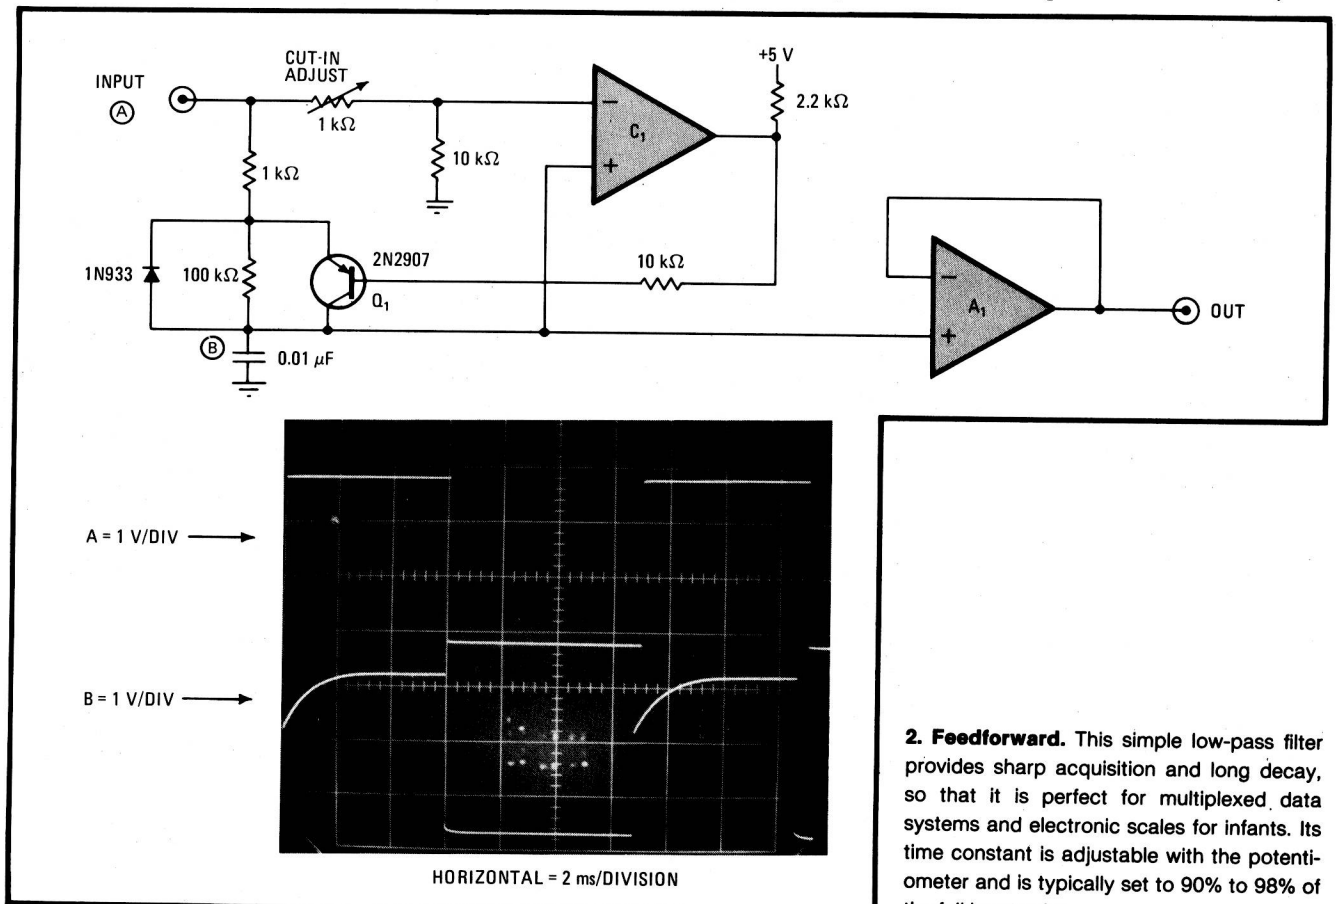 CUT-IN
ADJUST
INPUT
A
1 kΩ
+5 V
2.2 kΩ
−
C1
+
10 kΩ
1 kΩ
1N933
100 kΩ
2N2907
Q1
10 kΩ
−
A1
+
OUT
B
0.01 μF
A = 1 V/DIV
B = 1 V/DIV
HORIZONTAL = 2 ms/DIVISION
2. Feedforward. This simple low-pass filter
provides sharp acquisition and long decay,
so that it is perfect for multiplexed data
systems and electronic scales for infants. Its
time constant is adjustable with the potenti-
ometer and is typically set to 90% to 98% of